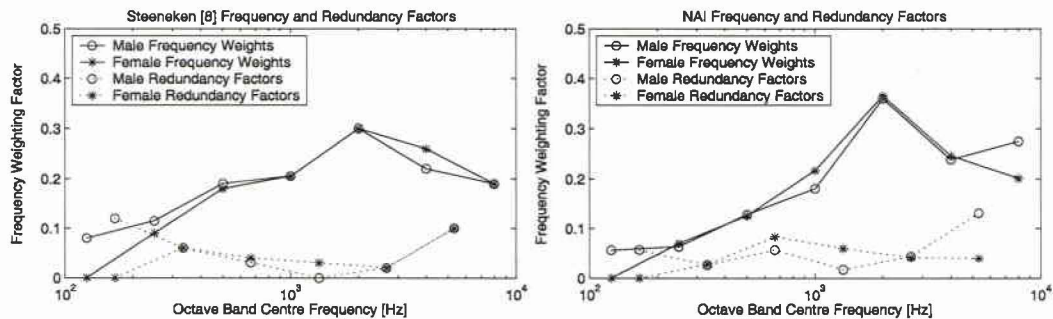 Steeneken [8] Frequency and Redundancy Factors
0.5
0.4
0.3
0.2
0.1
0
Frequency Weighting Factor
Male Frequency Weights
Female Frequency Weights
Male Redundancy Factors
Female Redundancy Factors
10^2
10^3
10^4
Octave Band Centre Frequency [Hz]
NAI Frequency and Redundancy Factors
0.5
0.4
0.3
0.2
0.1
0
Frequency Weighting Factor
Male Frequency Weights
Female Frequency Weights
Male Redundancy Factors
Female Redundancy Factors
10^2
10^3
10^4
Octave Band Centre Frequency [Hz]